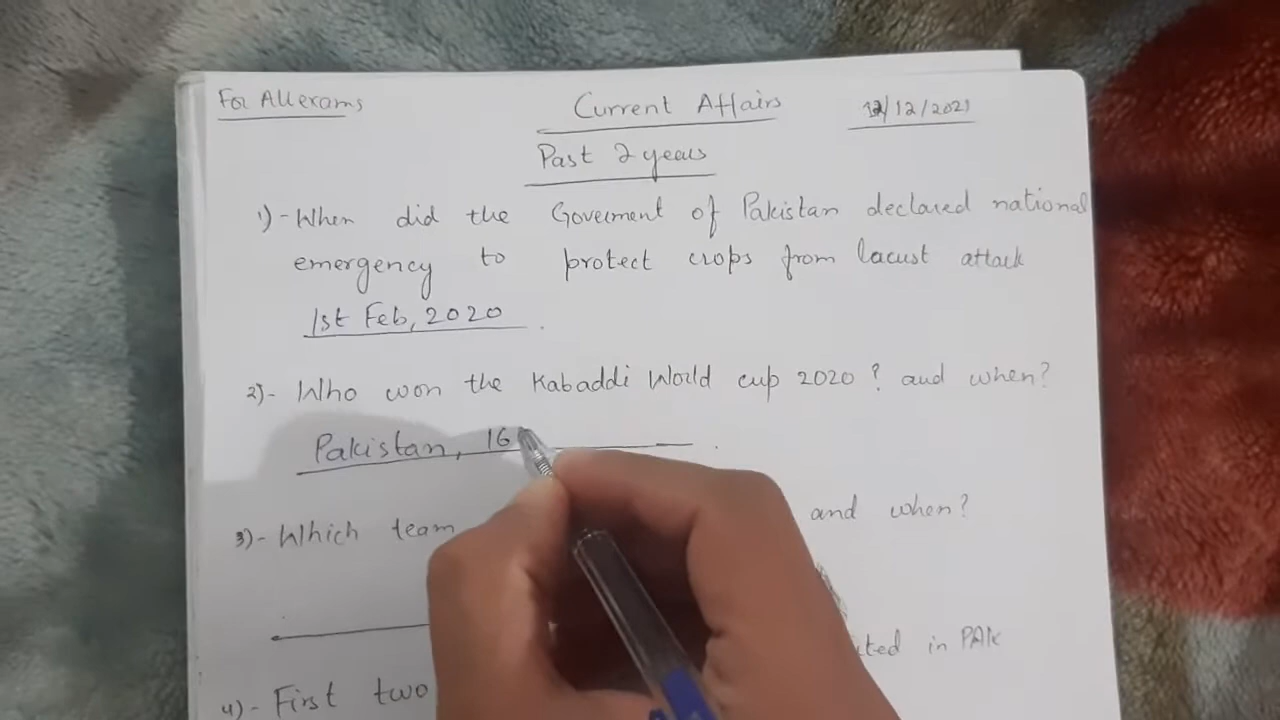 For All exams
Current Affairs
12/12/2021
Past 2 years
1)- When did the Goverment of Pakistan declared national
emergency to protect crops from lacust attack
1st Feb, 2020 .
2)- Who won the Kabaddi World cup 2020 ? and when?
Pakistan, 16 .
3)- Which team and when?
in PAK
4)- First two